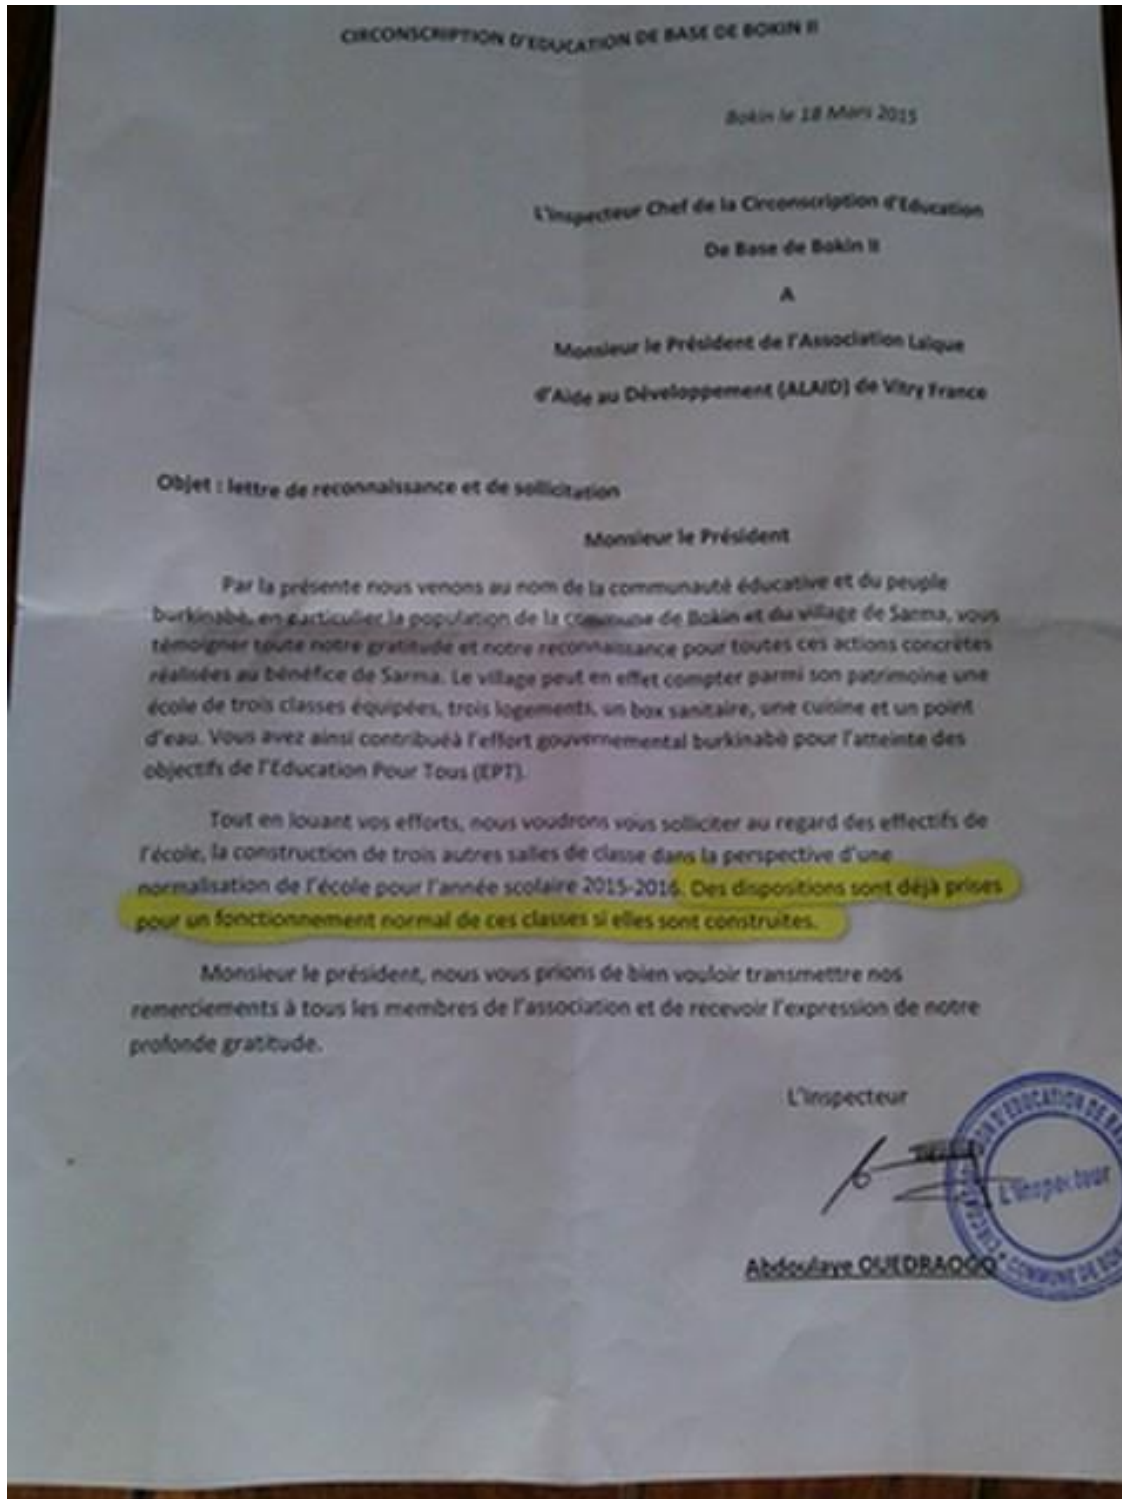 CIRCONSCRIPTION D'EDUCATION DE BASE DE BOKIN II
Bokin le 18 Mars 2015
L'Inspecteur Chef de la Circonscription d'Education
De Base de Bokin II
A
Monsieur le Président de l'Association Laïque
d'Aide au Développement (ALAID) de Vitry France
Objet : lettre de reconnaissance et de sollicitation
Monsieur le Président
Par la présente nous venons au nom de la communauté éducative et du peuple
burkinabè, en particulier la population de la commune de Bokin et du village de Sarma, vous
témoigner toute notre gratitude et notre reconnaissance pour toutes ces actions concrètes
réalisées au bénéfice de Sarma. Le village peut en effet compter parmi son patrimoine une
école de trois classes équipées, trois logements, un box sanitaire, une cuisine et un point
d'eau. Vous avez ainsi contribuéà l'effort gouvernemental burkinabè pour l'atteinte des
objectifs de l'Education Pour Tous (EPT).
Tout en louant vos efforts, nous voudrons vous solliciter au regard des effectifs de
l'école, la construction de trois autres salles de classe dans la perspective d'une
normalisation de l'école pour l'année scolaire 2015-2016. Des dispositions sont déjà prises
pour un fonctionnement normal de ces classes si elles sont construites.
Monsieur le président, nous vous prions de bien vouloir transmettre nos
remerciements à tous les membres de l'association et de recevoir l'expression de notre
profonde gratitude.
L'Inspecteur
Abdoulaye OUEDRAOGO
D'EDUCATION DE
L'Inspecteur
COMMUNE DE